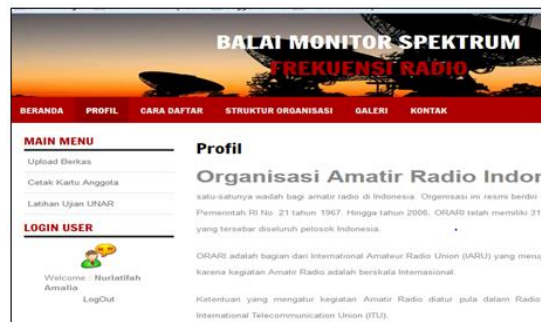 BALAI MONITOR SPEKTRUM
FREKUENSI RADIO
BERANDA PROFIL CARA DAFTAR STRUKTUR ORGANISASI GALERI KONTAK
MAIN MENU
Upload Berkas
Cetak Kartu Anggota
Latihan Ujian UNAR
LOGIN USER
Welcome : Nurlatifah
Amalia
LogOut
Profil
Organisasi Amatir Radio Indon
satu-satunya wadah bagi amatir radio di Indonesia. Organisasi ini resmi berdiri
Pemerintah RI No. 21 tahun 1967. Hingga tahun 2006, ORARI telah memiliki 31
yang tersebar diseluruh pelosok Indonesia.
ORARI adalah bagian dari International Amateur Radio Union (IARU) yang meru
karena kegiatan Amatir Radio adalah berskala Internasional.
Ketentuan yang mengatur kegiatan Amatir Radio diatur pula dalam Radio
International Telecommunication Union (ITU).